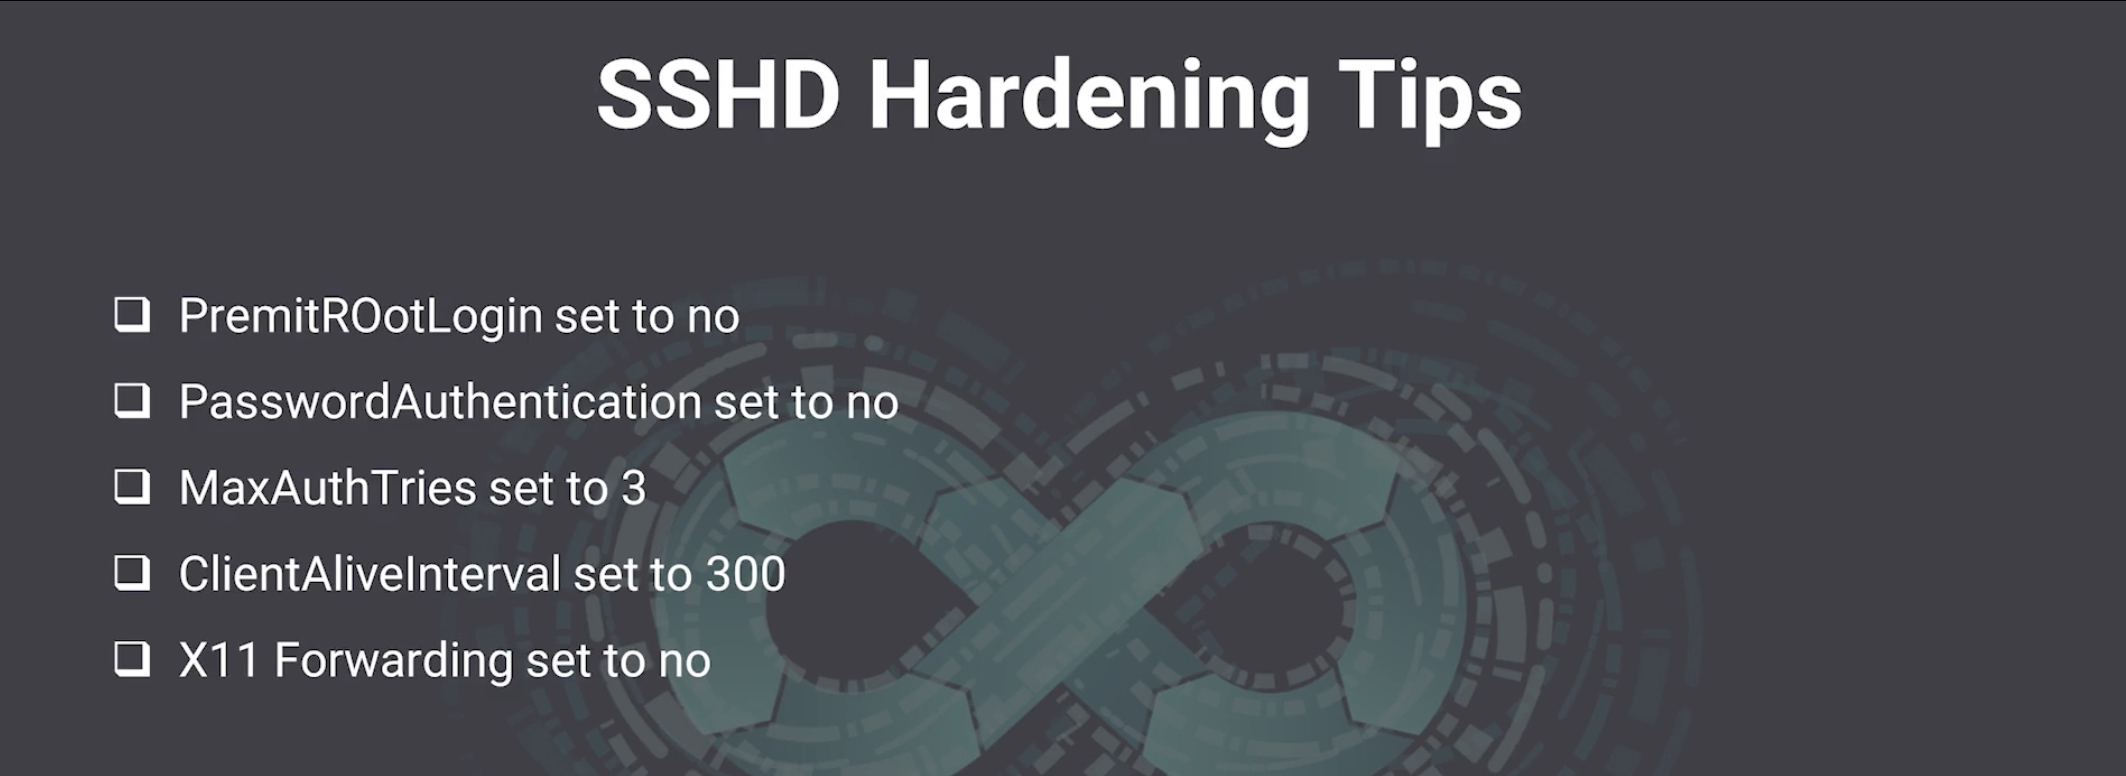 SSHD Hardening Tips
❑ PremitROotLogin set to no
❑ PasswordAuthentication set to no
❑ MaxAuthTries set to 3
❑ ClientAliveInterval set to 300
❑ X11 Forwarding set to no